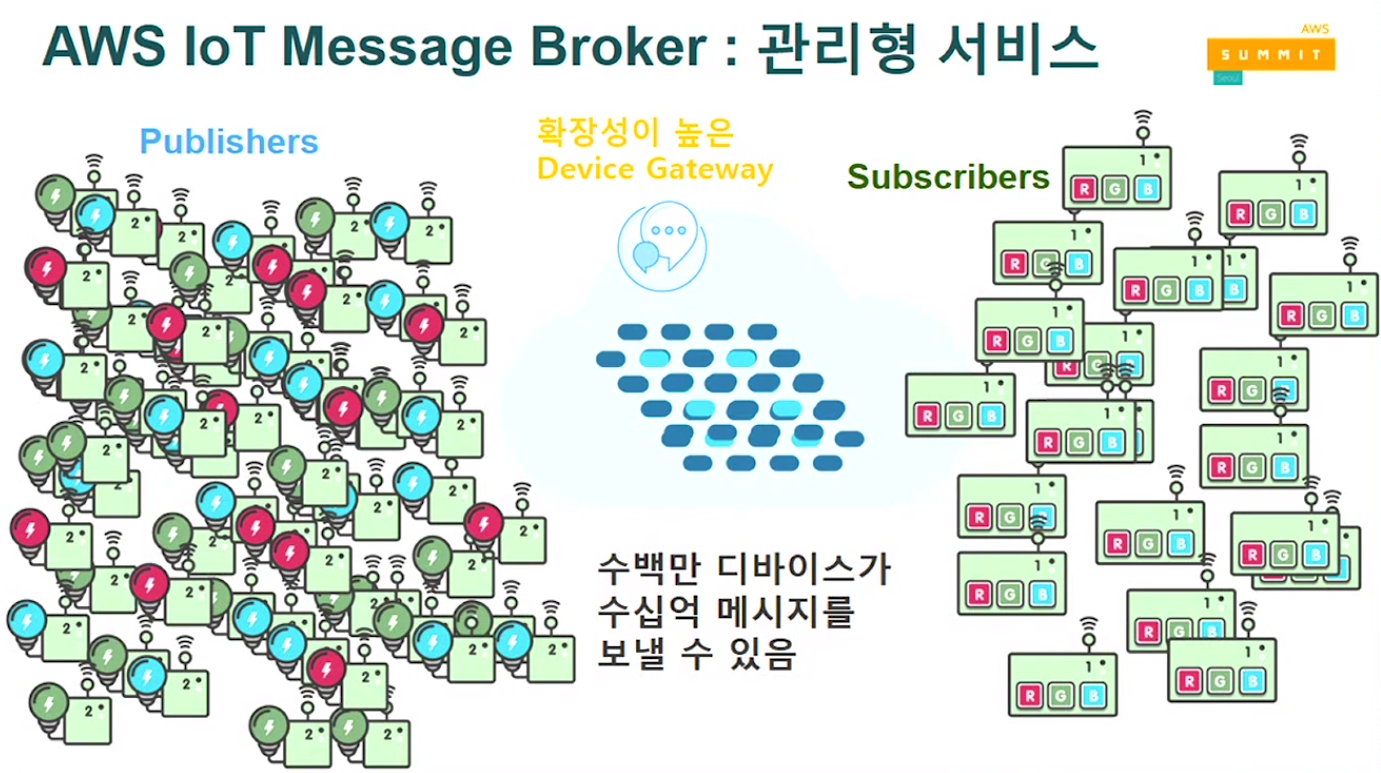 AWS IoT Message Broker : 관리형 서비스
AWS
SUMMIT
Seoul
Publishers
확장성이 높은
Device Gateway
Subscribers
수백만 디바이스가
수십억 메시지를
보낼 수 있음
2
1
R G B